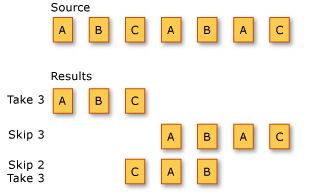 Source
A B C A B A C
Results
Take 3 A B C
Skip 3 A B A C
Skip 2
Take 3 C A B